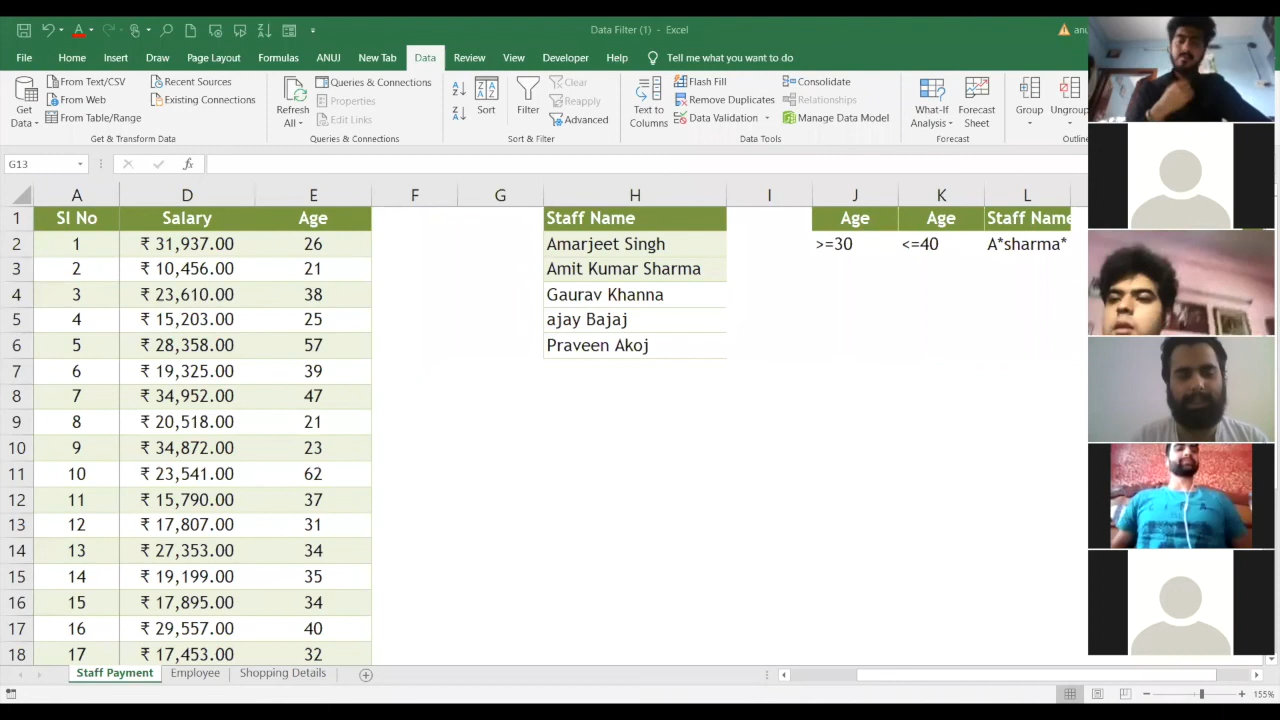 Data Filter (1) - Excel
File Home Insert Draw Page Layout Formulas ANUJ New Tab Data Review View Developer Help Tell me what you want to do
Get Data
From Text/CSV
From Web
From Table/Range
Recent Sources
Existing Connections
Get & Transform Data
Refresh All
Queries & Connections
Properties
Edit Links
Queries & Connections
Sort
Filter
Clear
Reapply
Advanced
Sort & Filter
Text to Columns
Flash Fill
Remove Duplicates
Data Validation
Consolidate
Relationships
Manage Data Model
Data Tools
What-If Analysis
Forecast Sheet
Forecast
Group
G13 fx
A D E F G H I J K L
1 Sl No Salary Age Staff Name Age Age Staff Name
2 1 ₹ 31,937.00 26 Amarjeet Singh >=30 <=40 A*sharma*
3 2 ₹ 10,456.00 21 Amit Kumar Sharma
4 3 ₹ 23,610.00 38 Gaurav Khanna
5 4 ₹ 15,203.00 25 ajay Bajaj
6 5 ₹ 28,358.00 57 Praveen Akoj
7 6 ₹ 19,325.00 39
8 7 ₹ 34,952.00 47
9 8 ₹ 20,518.00 21
10 9 ₹ 34,872.00 23
11 10 ₹ 23,541.00 62
12 11 ₹ 15,790.00 37
13 12 ₹ 17,807.00 31
14 13 ₹ 27,353.00 34
15 14 ₹ 19,199.00 35
16 15 ₹ 17,895.00 34
17 16 ₹ 29,557.00 40
18 17 ₹ 17,453.00 32
Staff Payment Employee Shopping Details
155%